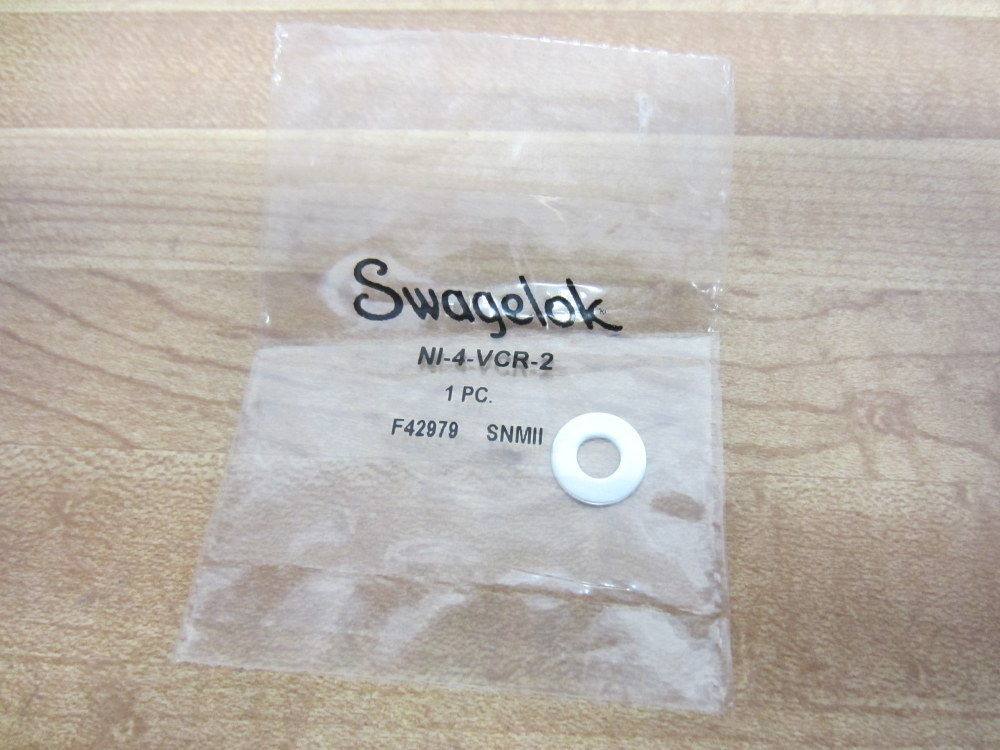 Swagelok
NI-4-VCR-2
1 PC.
F42979 SNMII